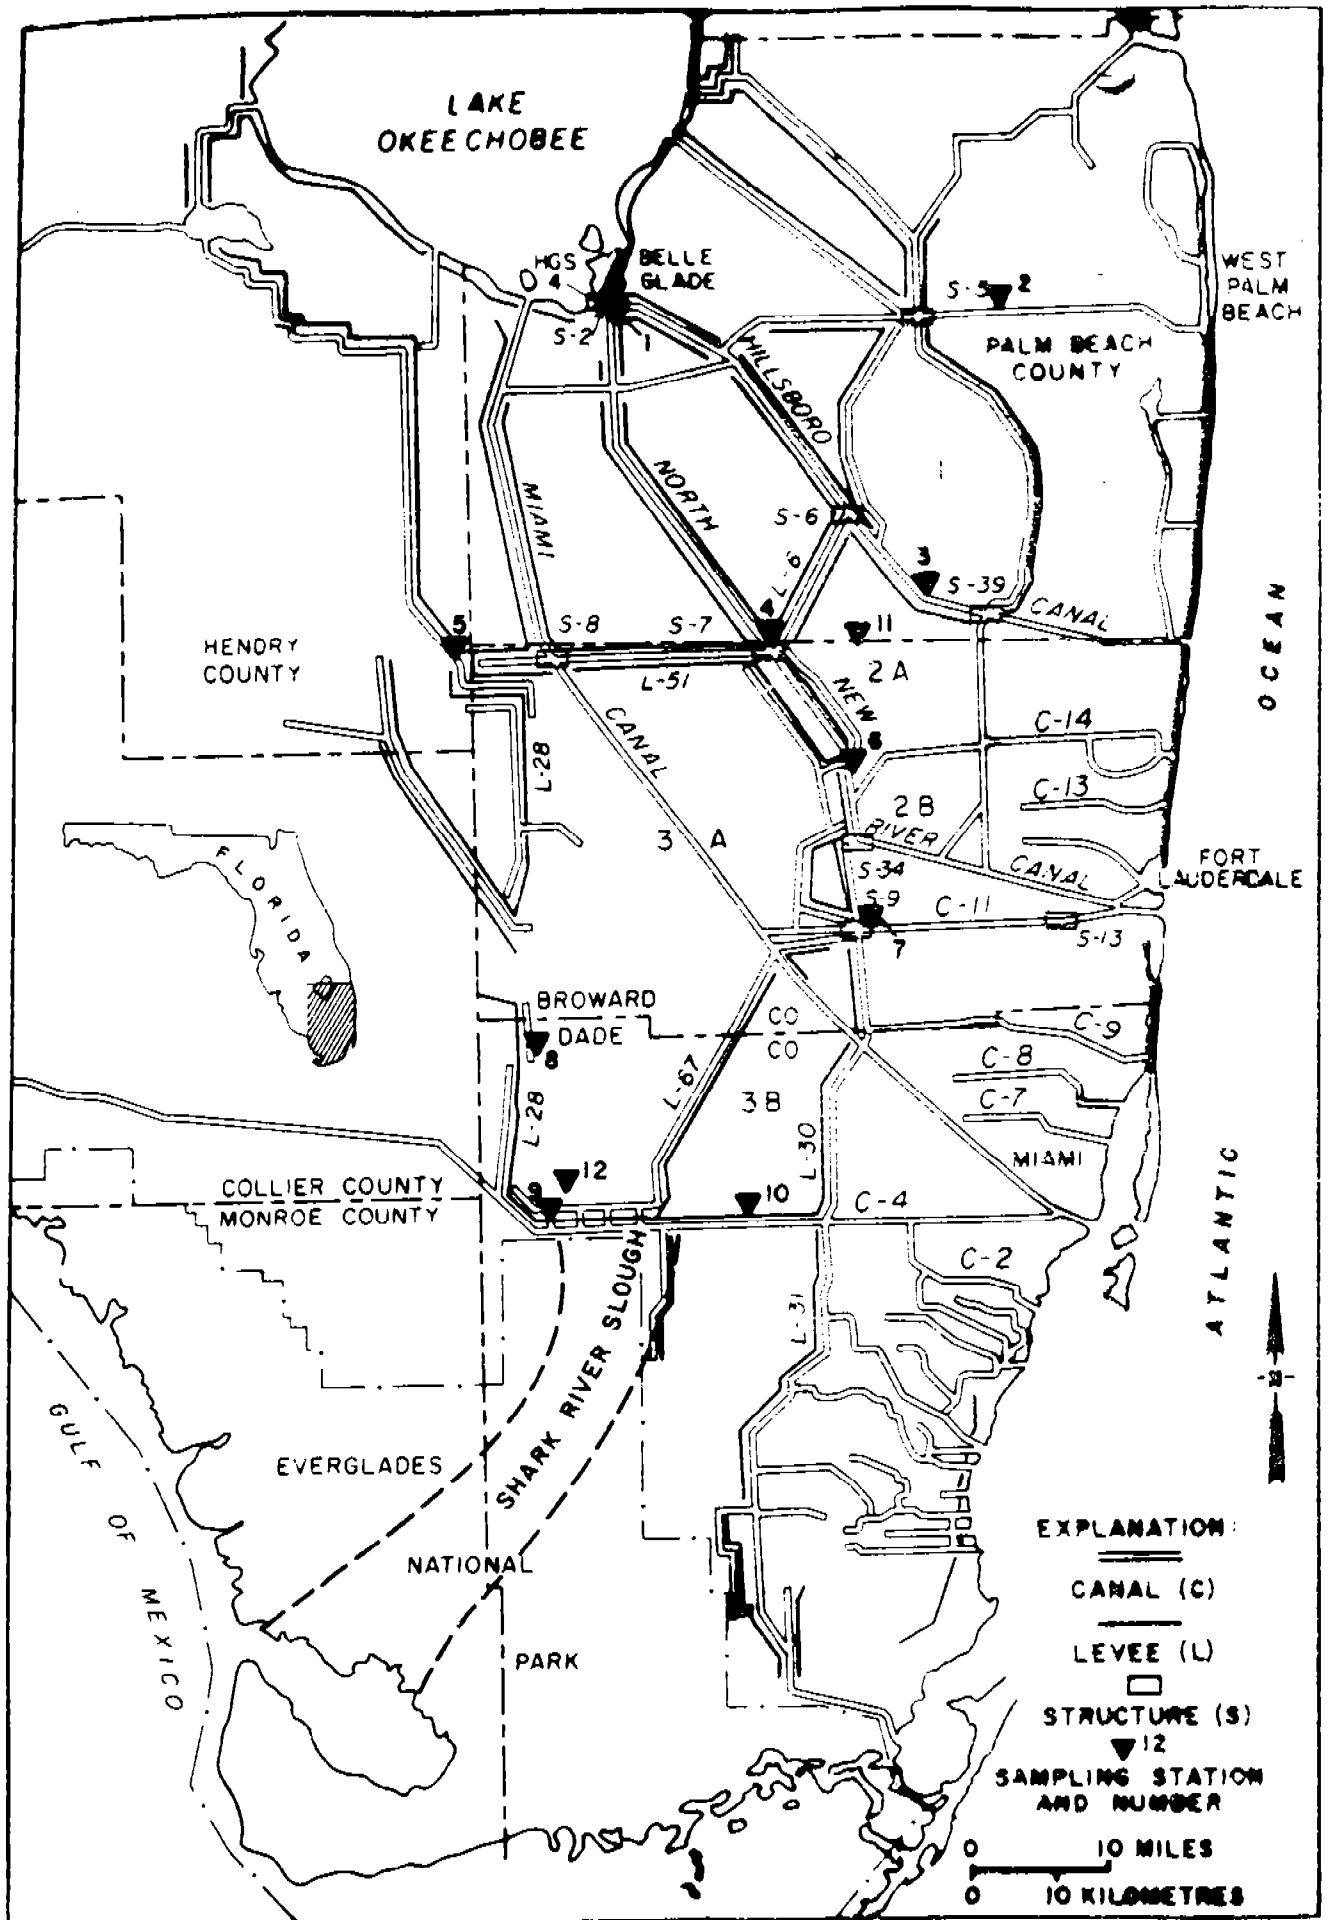 LAKE
OKEECHOBEE
HGS
4
BELLE
GLADE
S-2
1
S-5
2
WEST
PALM
BEACH
PALM BEACH
COUNTY
HILLSBORO
MIAMI
NORTH
S-6
L-6
3
S-39
CANAL
4
11
5
S-8
S-7
HENDRY
COUNTY
L-51
2A
NEW
OCEAN
CANAL
L-28
6
C-14
2B
C-13
3 A
RIVER
CANAL
FLORIDA
S-34
S-9
C-11
7
S-13
FORT
LAUDERDALE
BROWARD
DADE
CO
CO
8
C-9
C-8
C-7
L-67
3B
L-28
L-30
MIAMI
12
9
10
C-4
COLLIER COUNTY
MONROE COUNTY
C-2
ATLANTIC
L-31
SHARK RIVER SLOUGH
GULF OF MEXICO
EVERGLADES
NATIONAL
PARK
N
EXPLANATION:
CANAL (C)
LEVEE (L)
STRUCTURE (S)
12
SAMPLING STATION
AND NUMBER
0 10 MILES
0 10 KILOMETRES